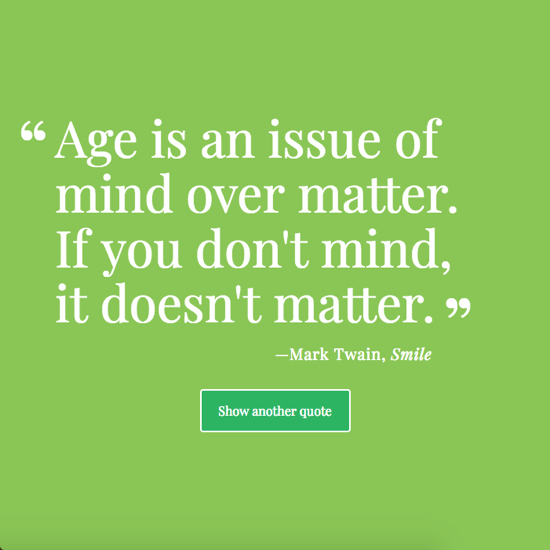 “ Age is an issue of
mind over matter.
If you don't mind,
it doesn't matter. ”
—Mark Twain, Smile
Show another quote